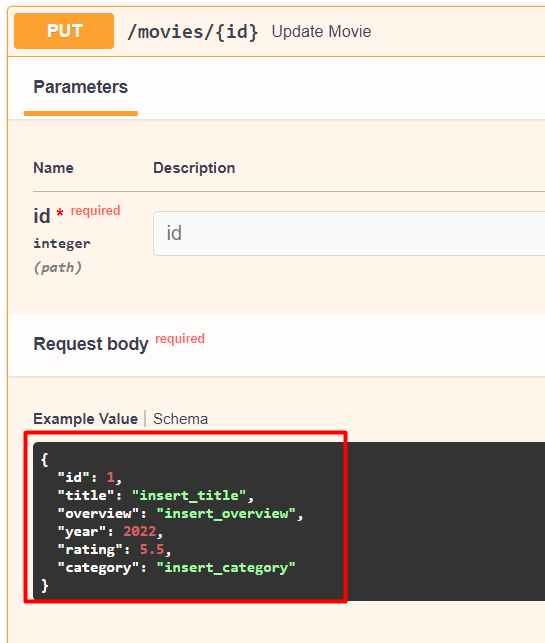 PUT /movies/{id} Update Movie
Parameters
Name Description
id * required
integer
(path)
id
Request body required
Example Value Schema
{
  "id": 1,
  "title": "insert_title",
  "overview": "insert_overview",
  "year": 2022,
  "rating": 5.5,
  "category": "insert_category"
}